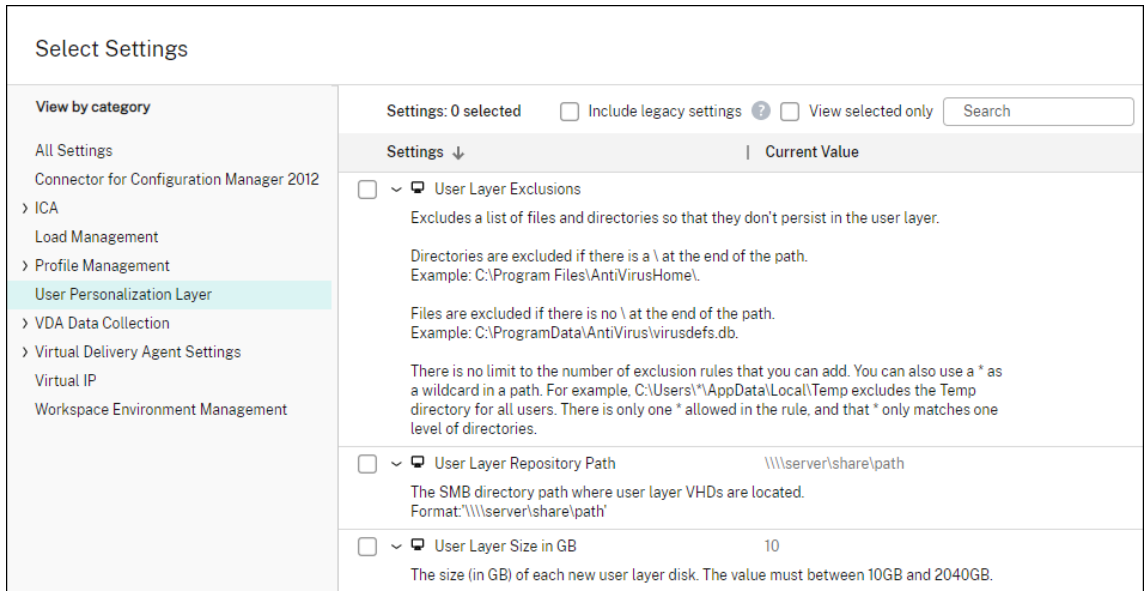 Select Settings
View by category
All Settings
Connector for Configuration Manager 2012
ICA
Load Management
Profile Management
User Personalization Layer
VDA Data Collection
Virtual Delivery Agent Settings
Virtual IP
Workspace Environment Management
Settings: 0 selected Include legacy settings ? View selected only Search
Settings ↓ | Current Value
User Layer Exclusions
Excludes a list of files and directories so that they don't persist in the user layer.
Directories are excluded if there is a \ at the end of the path.
Example: C:\Program Files\AntiVirusHome\.
Files are excluded if there is no \ at the end of the path.
Example: C:\ProgramData\AntiVirus\virusdefs.db.
There is no limit to the number of exclusion rules that you can add. You can also use a * as
a wildcard in a path. For example, C:\Users\*\AppData\Local\Temp excludes the Temp
directory for all users. There is only one * allowed in the rule, and that * only matches one
level of directories.
User Layer Repository Path \\\\server\share\path
The SMB directory path where user layer VHDs are located.
Format:'\\\\server\share\path'
User Layer Size in GB 10
The size (in GB) of each new user layer disk. The value must between 10GB and 2040GB.